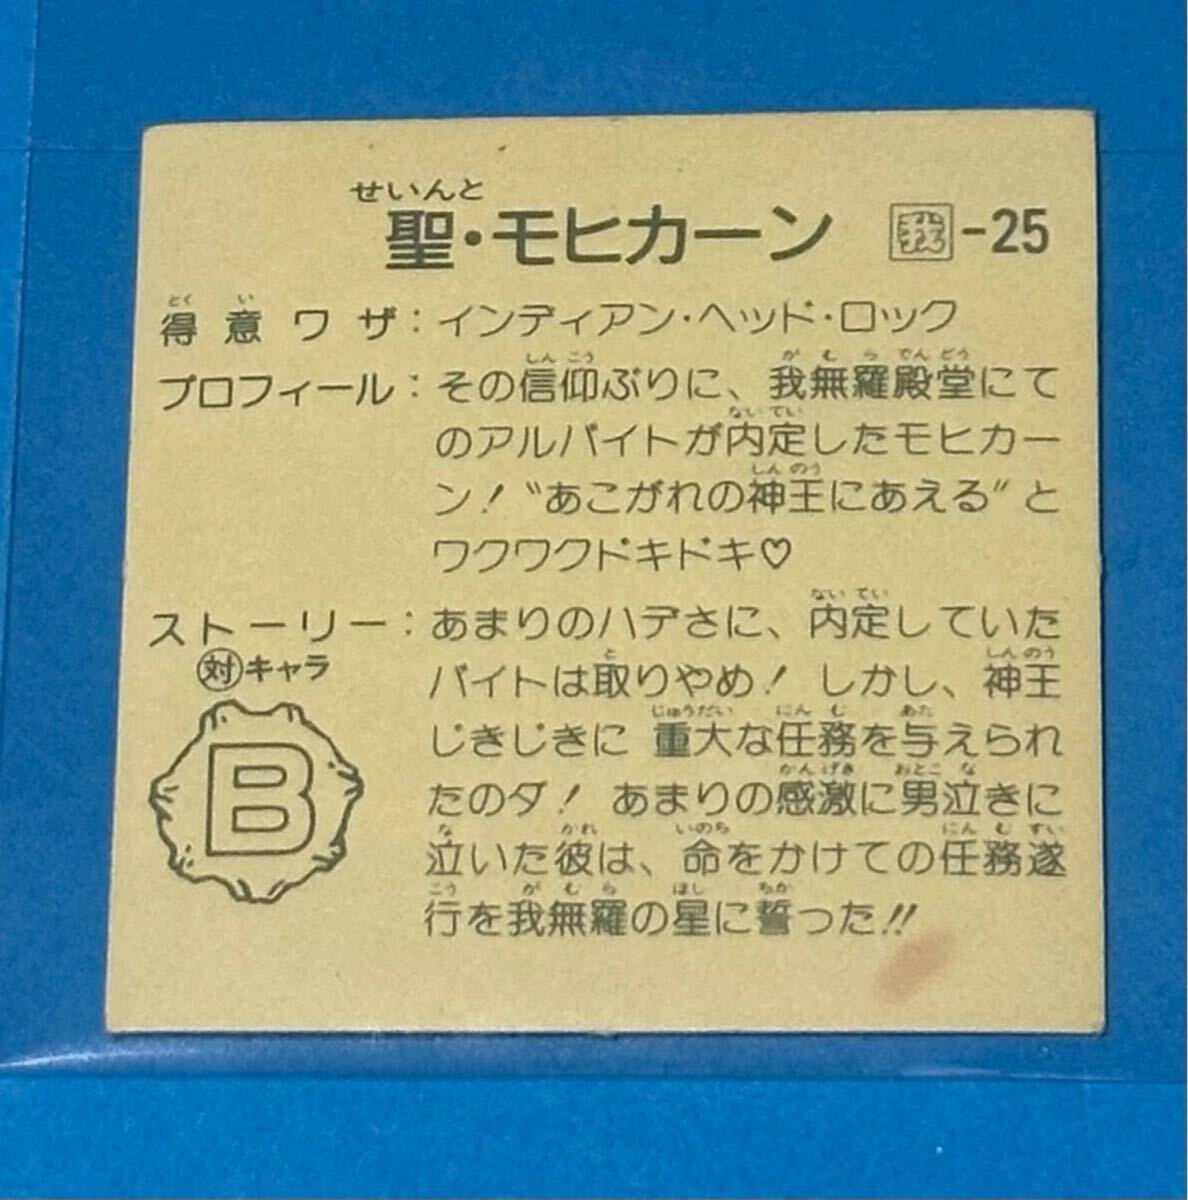 せいんと
聖・モヒカーン -25
とくい
得意ワザ：インディアン・ヘッド・ロック
しんこう がむらでんどう
プロフィール：その信仰ぶりに、我無羅殿堂にて
ないてい
のアルバイトが内定したモヒカー
しんのう
ン！“あこがれの神王にあえる”と
ワクワクドキドキ♡
ないてい
ストーリー：あまりのハデさに、内定していた
と しんのう
バイトは取りやめ！しかし、神王
じゅうだい にんむ あた
じきじきに重大な任務を与えられ
かんげき おとこな
たのダ！あまりの感激に男泣きに
な かれ いのち にんむすい
泣いた彼は、命をかけての任務遂
こう がむら ほし ちか
行を我無羅の星に誓った!!
対キャラ
B